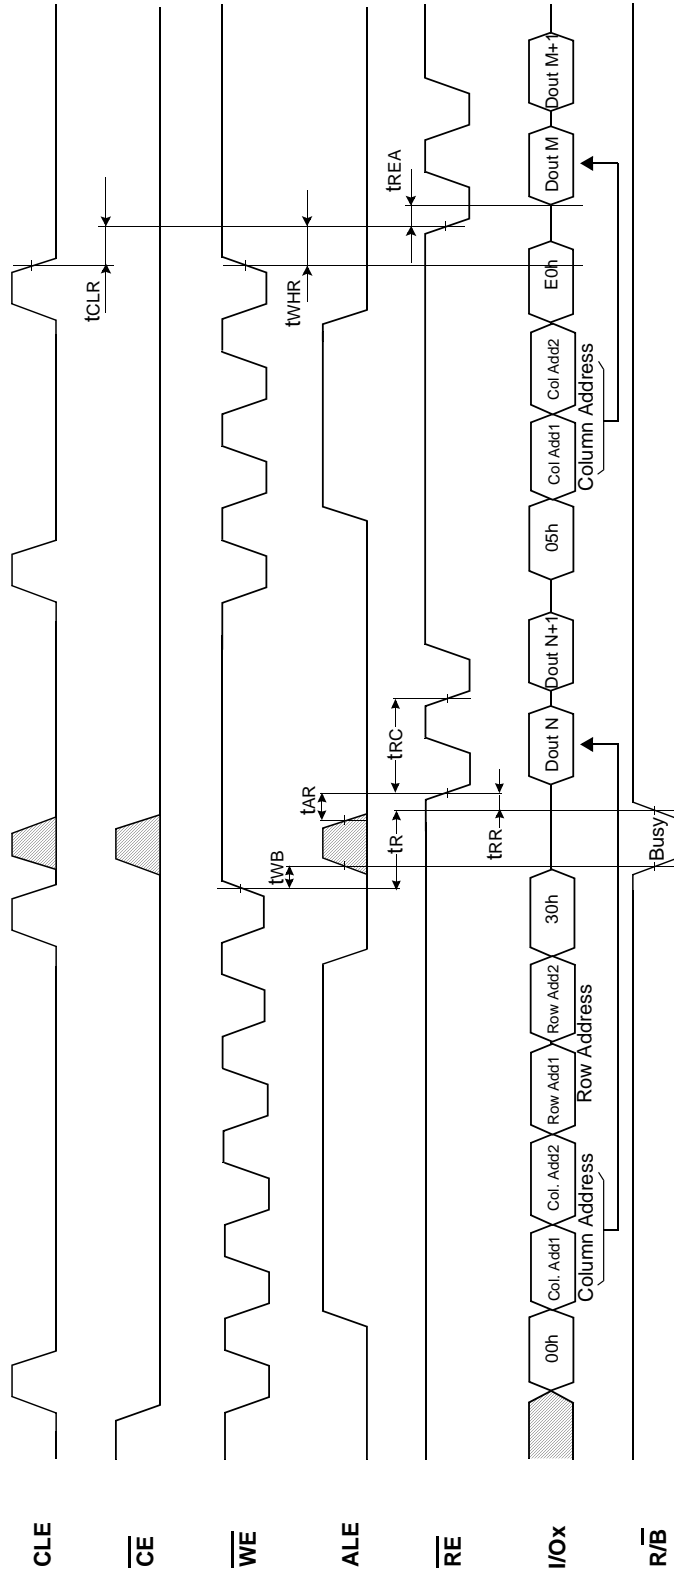 CLE
tCLR
CE
WE
tWB
tWHR
ALE
tAR
RE
tR
tRC
tREA
tRR
I/Ox
00h
Col. Add1
Col. Add2
Row Add1
Row Add2
30h
Dout N
Dout N+1
05h
Col Add1
Col Add2
E0h
Dout M
Dout M+1
Column Address
Row Address
Column Address
R/B
Busy